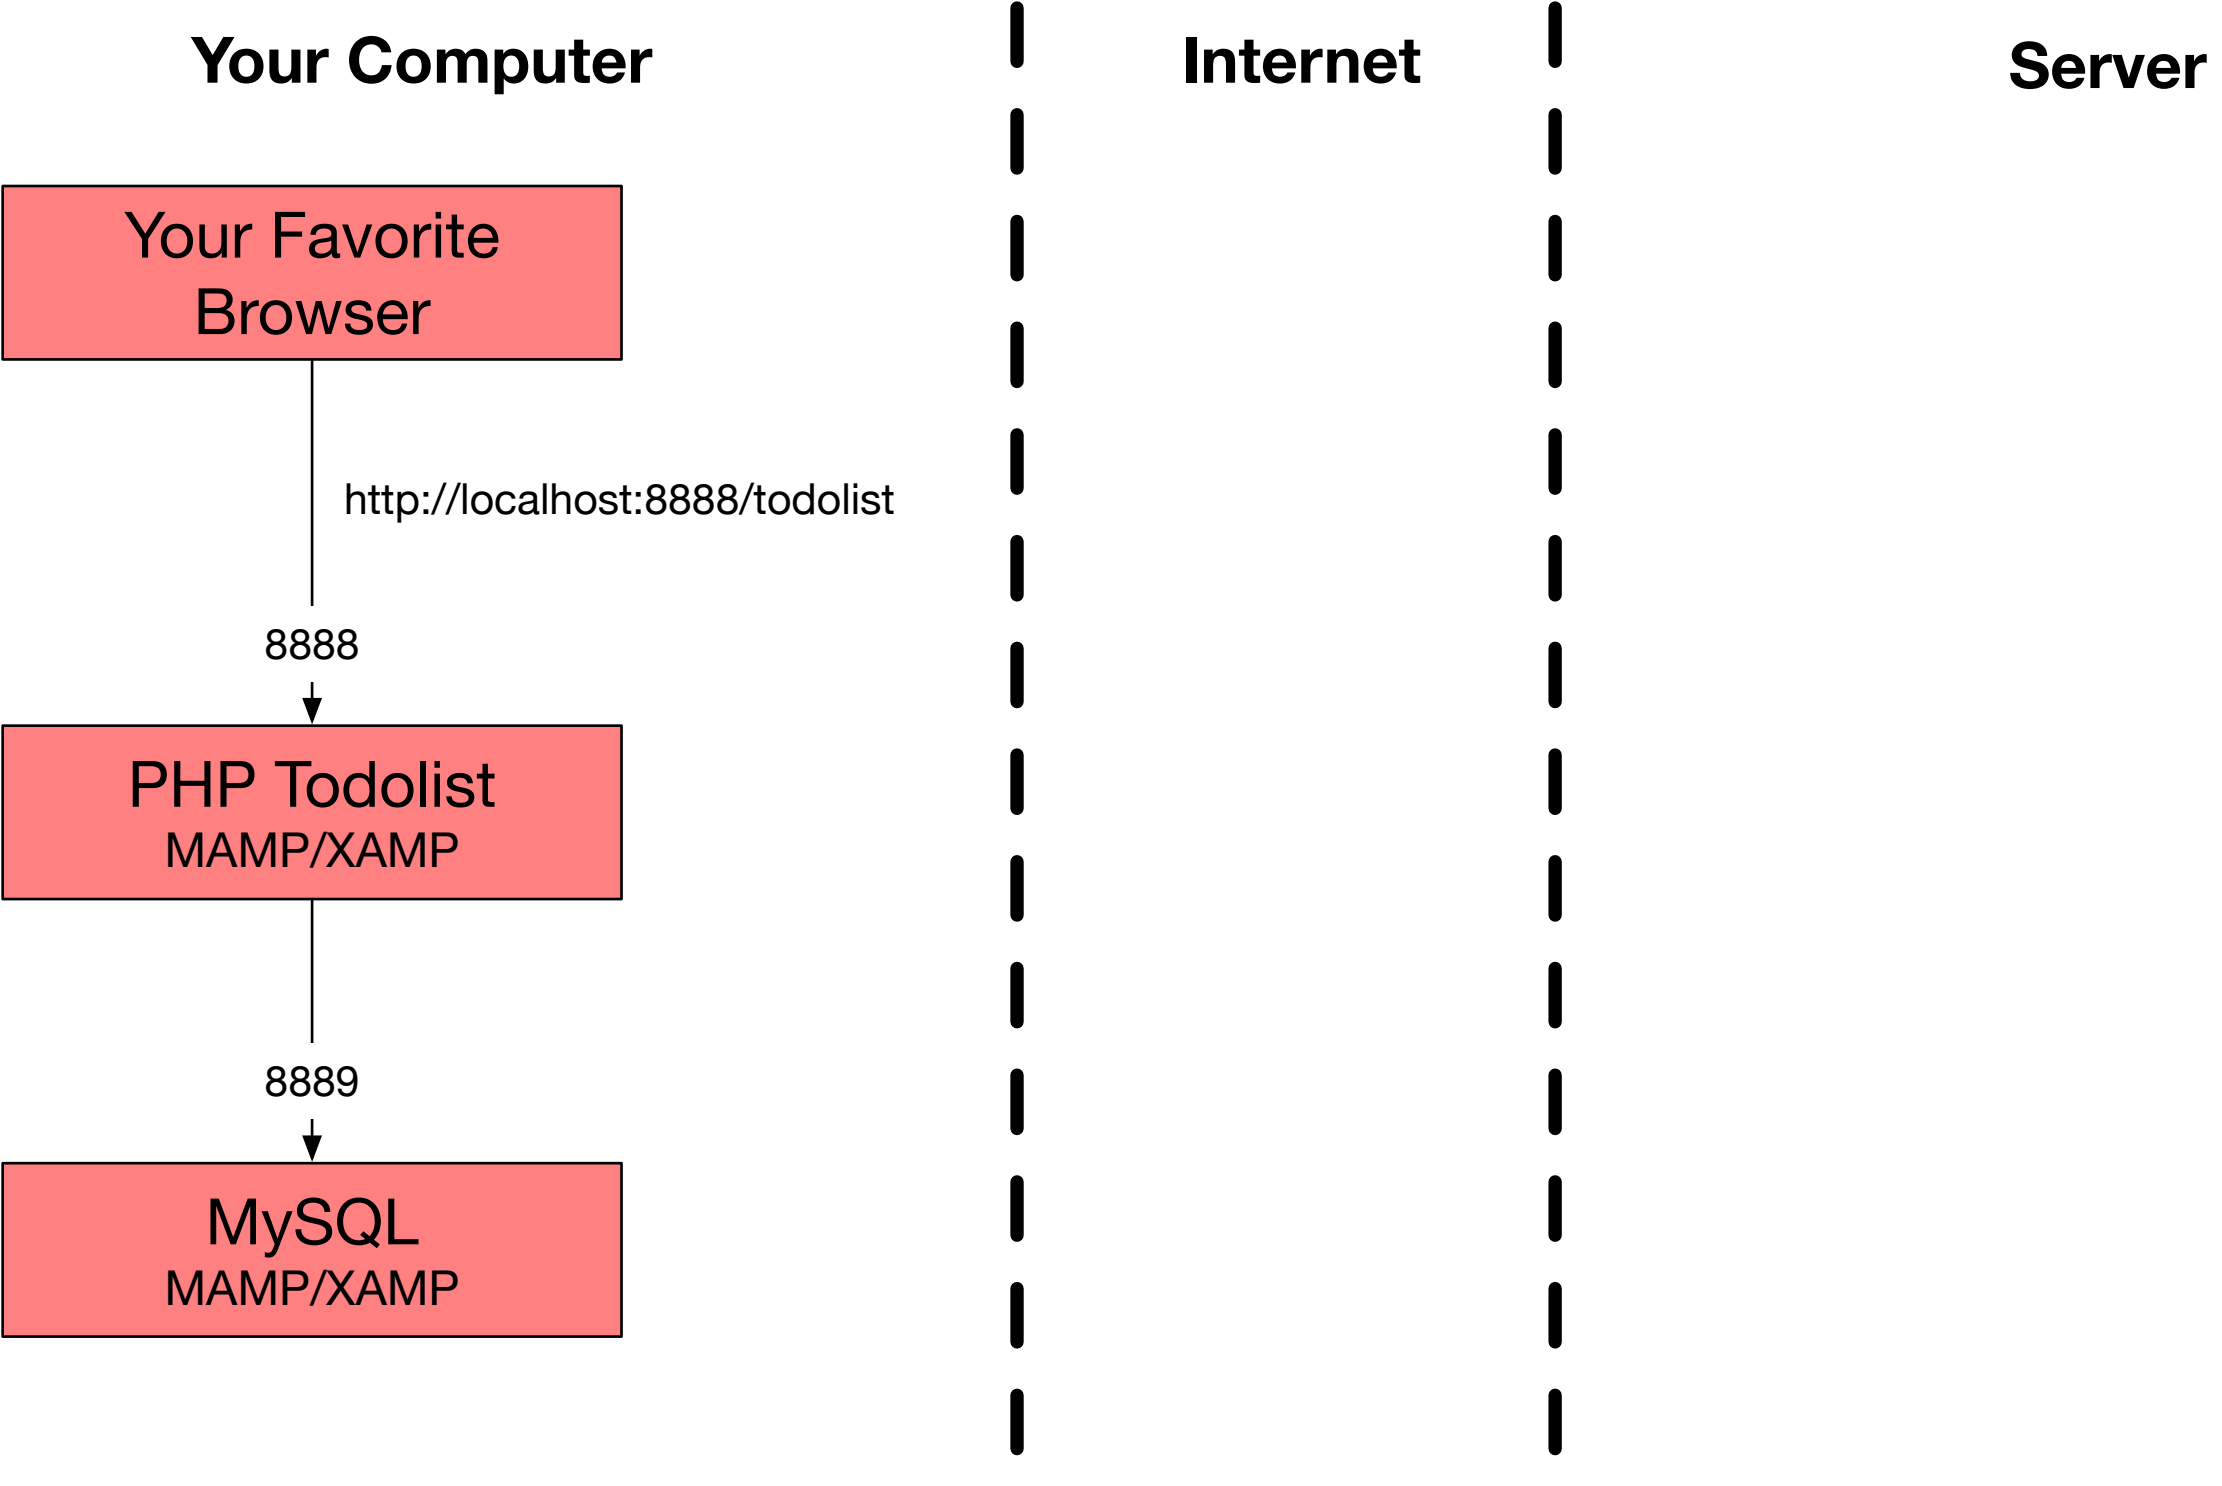 Your Computer
Internet
Server
Your Favorite
Browser
http://localhost:8888/todolist
8888
PHP Todolist
MAMP/XAMP
8889
MySQL
MAMP/XAMP